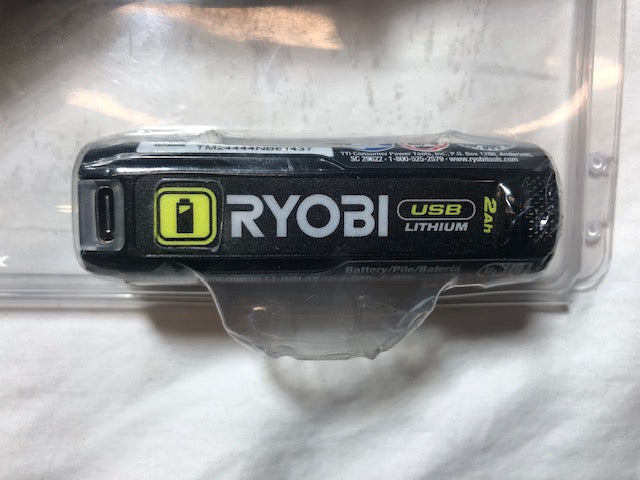 TM24444NB61437
TTI Consumer Power Tools, Inc., P.O. Box 1288, Anderson,
SC 29622 • 1-800-525-2579 • www.ryobitools.com
RYOBI
USB
LITHIUM
2Ah
Battery/Pile/Batería